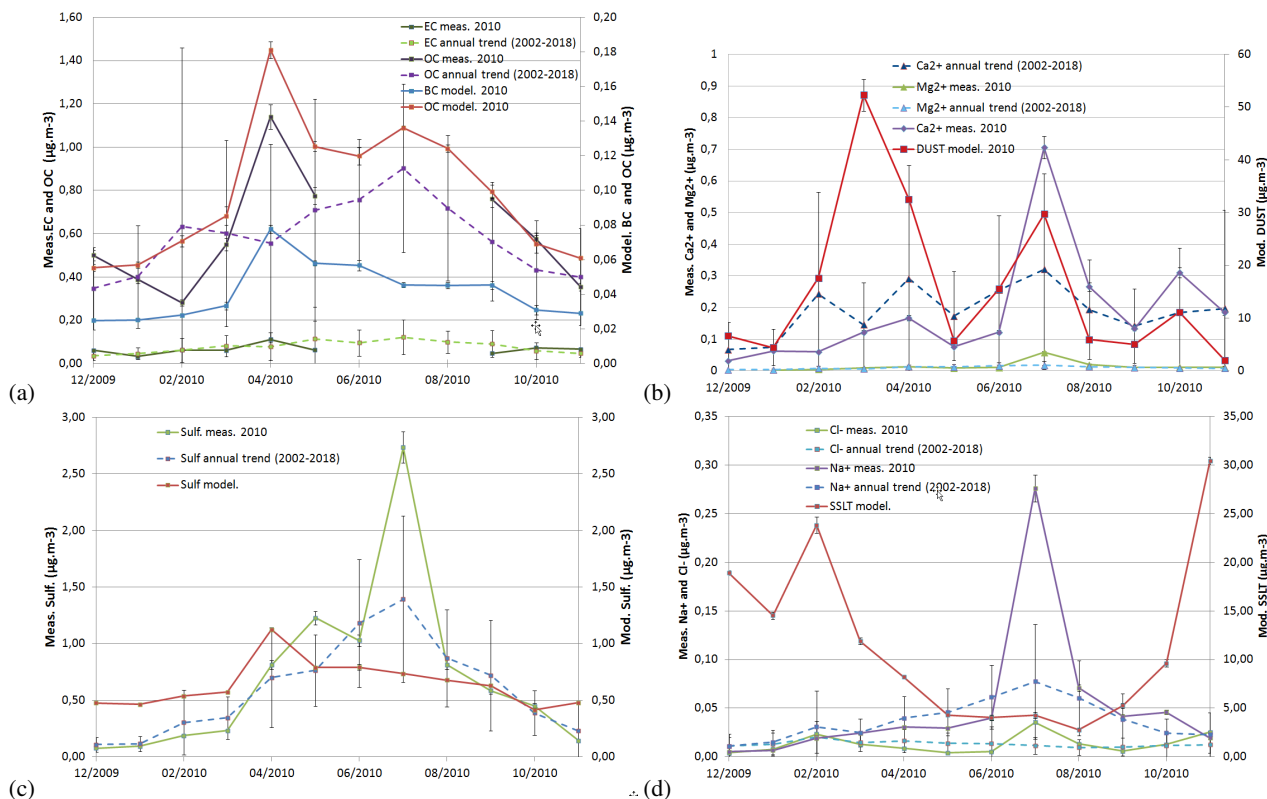 (a)
Meas.EC and OC (µg.m-3)
1,60
1,40
1,20
1,00
0,80
0,60
0,40
0,20
0,00
EC meas. 2010
EC annual trend (2002-2018)
OC meas. 2010
OC annual trend (2002-2018)
BC model. 2010
OC model. 2010
0,20
0,18
0,16
0,14
0,12
0,10
0,08
0,06
0,04
0,02
0,00
Model. BC and OC (µg.m-3)
12/2009 02/2010 04/2010 06/2010 08/2010 10/2010
(b)
Meas. Ca2+ and Mg2+ (µg.m-3)
1
0,9
0,8
0,7
0,6
0,5
0,4
0,3
0,2
0,1
0
Ca2+ annual trend (2002-2018)
Mg2+ meas. 2010
Mg2+ annual trend (2002-2018)
Ca2+ meas. 2010
DUST model. 2010
60
50
40
30
20
10
0
Mod. DUST (µg.m-3)
12/2009 02/2010 04/2010 06/2010 08/2010 10/2010
(c)
Meas. Sulf. (µg.m-3)
3,00
2,50
2,00
1,50
1,00
0,50
0,00
Sulf. meas. 2010
Sulf annual trend (2002-2018)
Sulf model.
3,00
2,50
2,00
1,50
1,00
0,50
0,00
Mod. Sulf. (µg.m-3)
12/2009 02/2010 04/2010 06/2010 08/2010 10/2010
(d)
Meas. Na+ and Cl- (µg.m-3)
0,35
0,30
0,25
0,20
0,15
0,10
0,05
0,00
Cl- meas. 2010
Cl- annual trend (2002-2018)
Na+ meas. 2010
Na+ annual trend (2002-2018)
SSLT model.
35,00
30,00
25,00
20,00
15,00
10,00
5,00
0,00
Mod. SSLT (µg.m-3)
12/2009 02/2010 04/2010 06/2010 08/2010 10/2010